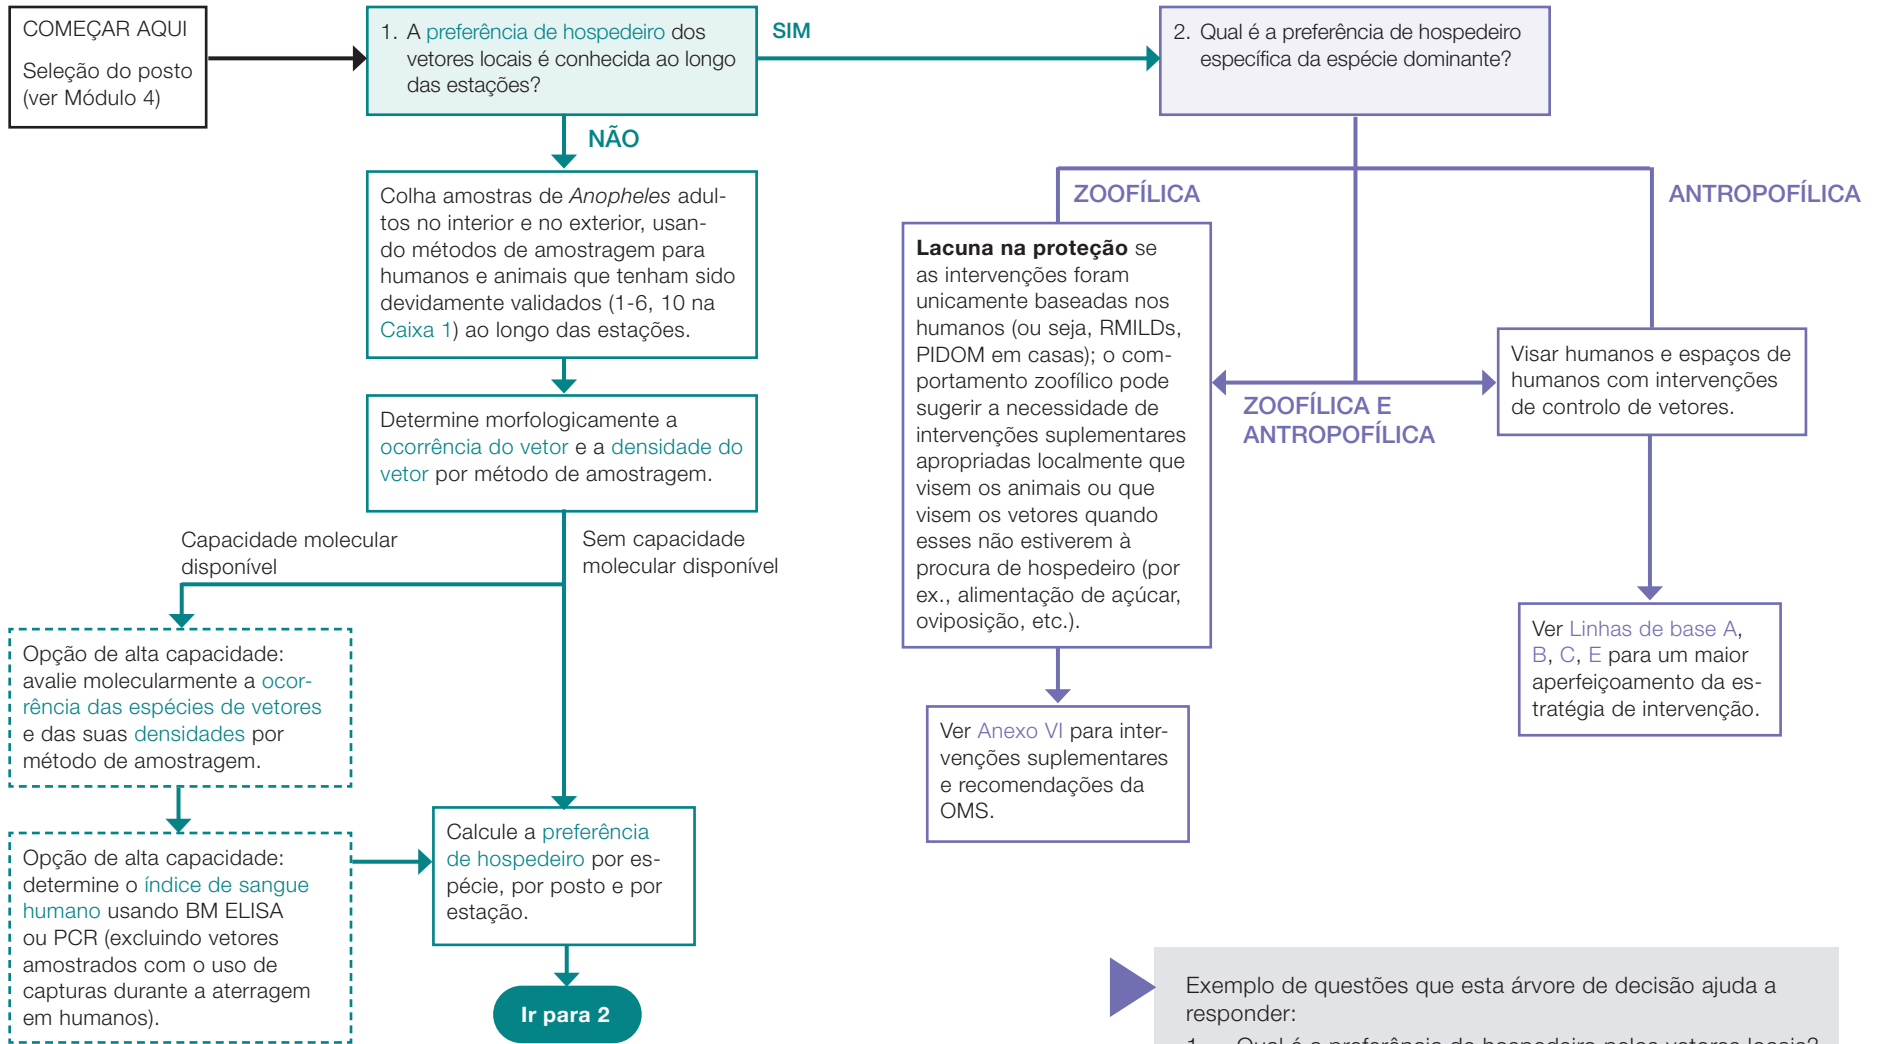 COMEÇAR AQUI
Seleção do posto
(ver Módulo 4)
1. A preferência de hospedeiro dos
vetores locais é conhecida ao longo
das estações?
SIM
2. Qual é a preferência de hospedeiro
específica da espécie dominante?
NÃO
Colha amostras de Anopheles adul-
tos no interior e no exterior, usan-
do métodos de amostragem para
humanos e animais que tenham sido
devidamente validados (1-6, 10 na
Caixa 1) ao longo das estações.
Determine morfologicamente a
ocorrência do vetor e a densidade do
vetor por método de amostragem.
Capacidade molecular
disponível
Sem capacidade
molecular disponível
Opção de alta capacidade:
avalie molecularmente a ocor-
rência das espécies de vetores
e das suas densidades por
método de amostragem.
Opção de alta capacidade:
determine o índice de sangue
humano usando BM ELISA
ou PCR (excluindo vetores
amostrados com o uso de
capturas durante a aterragem
em humanos).
Calcule a preferência
de hospedeiro por es-
pécie, por posto e por
estação.
Ir para 2
ZOOFÍLICA
ANTROPOFÍLICA
Lacuna na proteção se
as intervenções foram
unicamente baseadas nos
humanos (ou seja, RMILDs,
PIDOM em casas); o com-
portamento zoofílico pode
sugerir a necessidade de
intervenções suplementares
apropriadas localmente que
visem os animais ou que
visem os vetores quando
esses não estiverem à
procura de hospedeiro (por
ex., alimentação de açúcar,
oviposição, etc.).
ZOOFÍLICA E
ANTROPOFÍLICA
Visar humanos e espaços de
humanos com intervenções
de controlo de vetores.
Ver Anexo VI para inter-
venções suplementares
e recomendações da
OMS.
Ver Linhas de base A,
B, C, E para um maior
aperfeiçoamento da es-
tratégia de intervenção.
Exemplo de questões que esta árvore de decisão ajuda a
responder:
1. Qual é a preferência de hospedeiro pelos vetores locais?